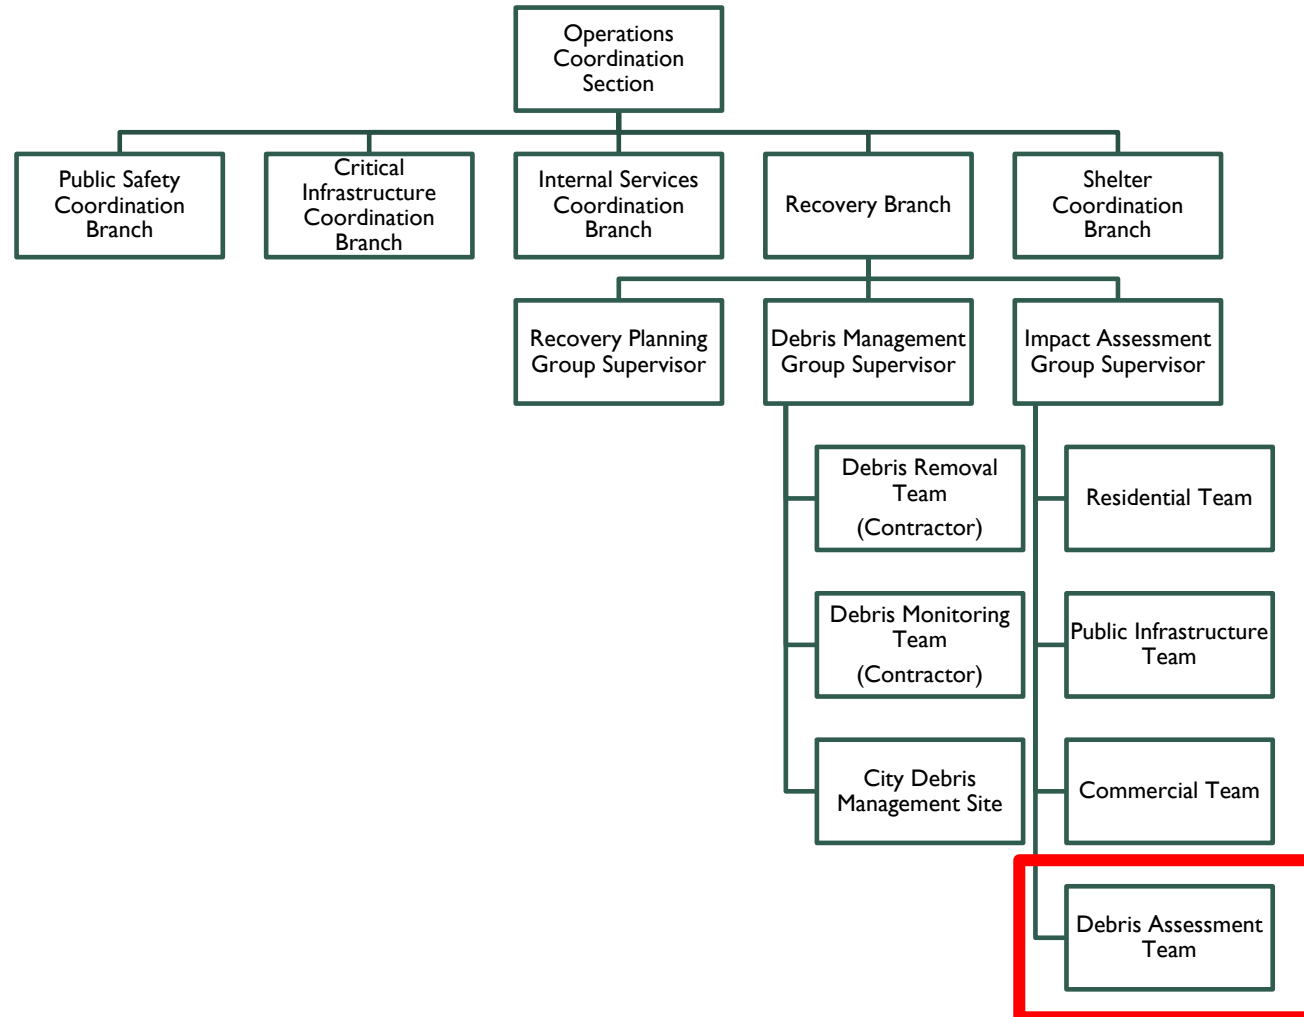 Operations
Coordination
Section
Public Safety
Coordination
Branch
Critical
Infrastructure
Coordination
Branch
Internal Services
Coordination
Branch
Recovery Branch
Shelter
Coordination
Branch
Recovery Planning
Group Supervisor
Debris Management
Group Supervisor
Impact Assessment
Group Supervisor
Debris Removal
Team
(Contractor)
Residential Team
Debris Monitoring
Team
(Contractor)
Public Infrastructure
Team
City Debris
Management Site
Commercial Team
Debris Assessment
Team